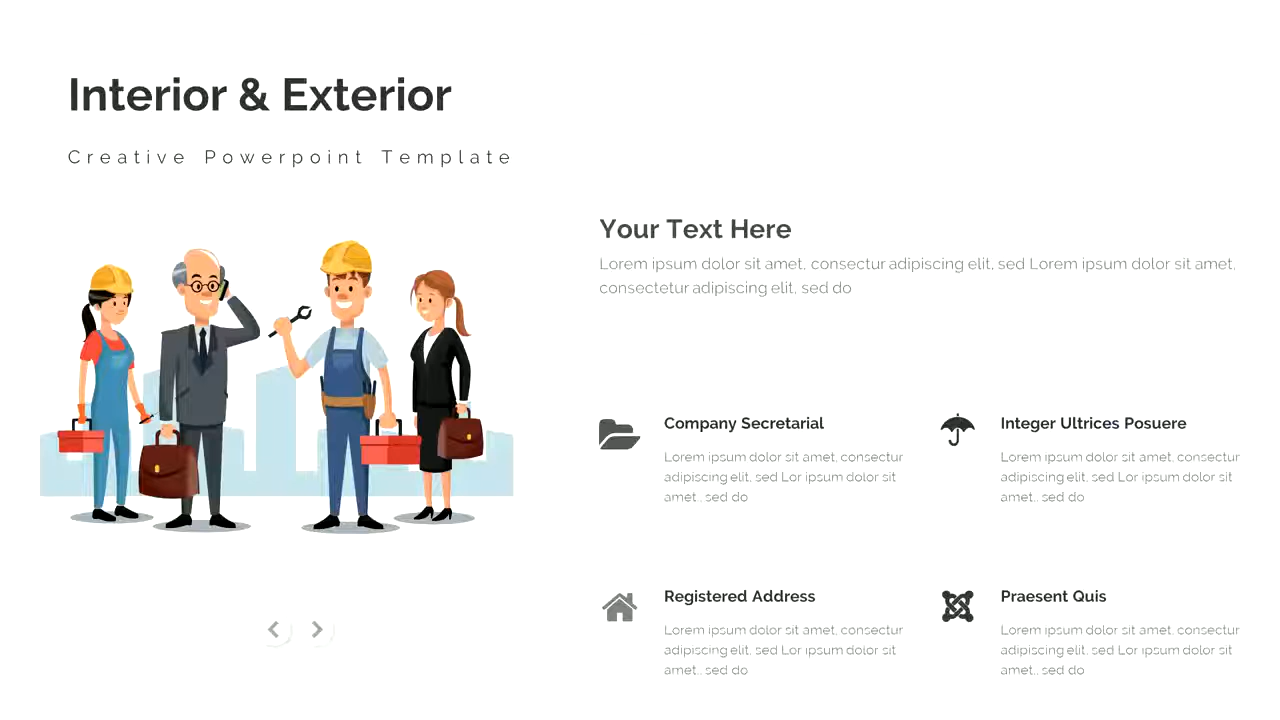 Interior & Exterior
Creative Powerpoint Template
Your Text Here
Lorem ipsum dolor sit amet, consectur adipiscing elit, sed Lorem ipsum dolor sit amet,
consectetur adipiscing elit, sed do
Company Secretarial
Lorem ipsum dolor sit amet, consectur
adipiscing elit, sed Lor ipsum dolor sit
amet , sed do
Integer Ultrices Posuere
Lorem ipsum dolor sit amet, consectur
adipiscing elit, sed Lor ipsum dolor sit
amet.. sed do
Registered Address
Lorem ipsum dolor sit amet, consectur
adipiscing elit, sed Lor ipsum dolor sit
amet.. sed do
Praesent Quis
Lorem ipsum dolor sit amet, consectur
adipiscing elit, sed Lor ipsum dolor sit
amet.. sed do